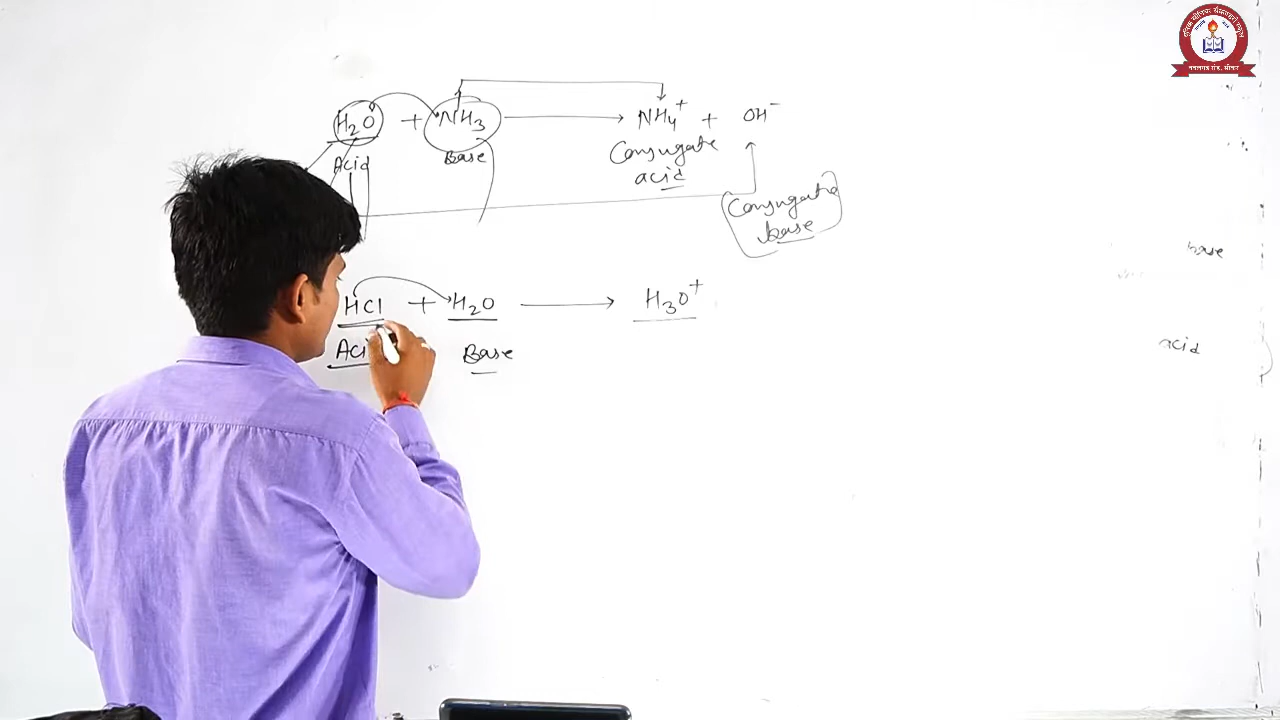 H2O + NH3 → NH4+ + OH-
Acid Base Conjugate
acid
Conjugate
base
base
HCl + H2O → H3O+
Base
acid